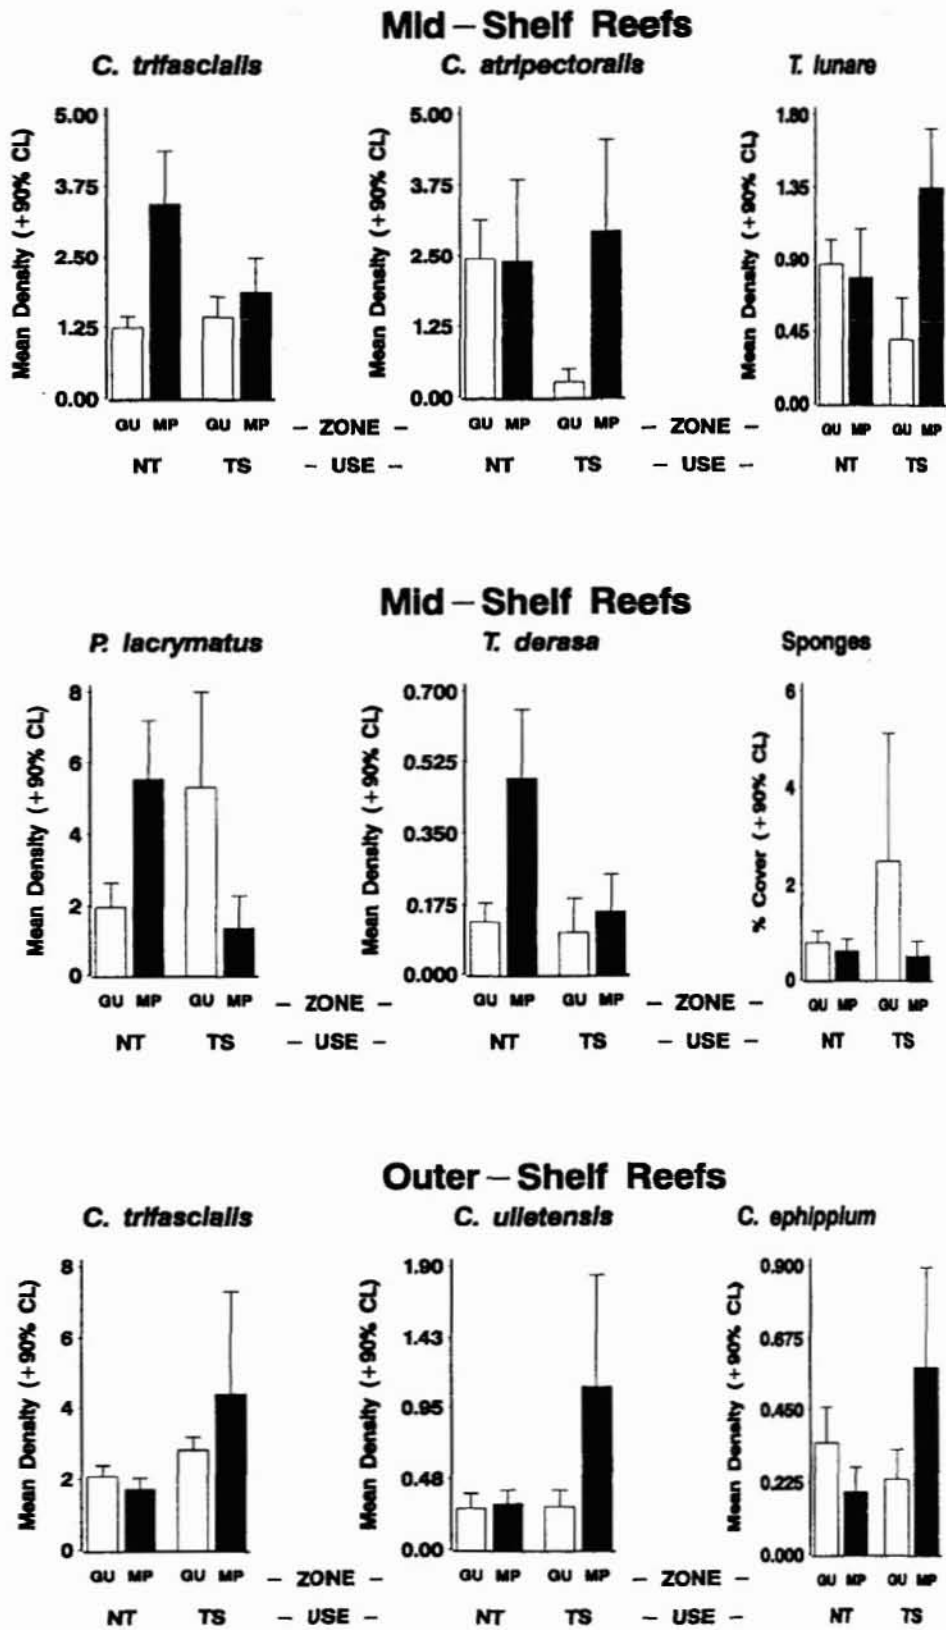 Mid – Shelf Reefs
C. trifascialis C. atripectoralis T. lunare
Mean Density (+90% CL)
5.00
3.75
2.50
1.25
0.00
GU MP GU MP
NT TS
Mean Density (+90% CL)
5.00
3.75
2.50
1.25
0.00
– ZONE – GU MP GU MP
– USE – NT TS
Mean Density (+90% CL)
1.80
1.35
0.90
0.45
0.00
– ZONE – GU MP GU MP
– USE – NT TS
Mid – Shelf Reefs
P. lacrymatus T. derasa Sponges
Mean Density (+90% CL)
8
6
4
2
0
GU MP GU MP
NT TS
Mean Density (+90% CL)
0.700
0.525
0.350
0.175
0.000
– ZONE – GU MP GU MP
– USE – NT TS
% Cover (+90% CL)
6
4
2
0
– ZONE – GU MP GU MP
– USE – NT TS
Outer – Shelf Reefs
C. trifascialis C. ulietensis C. ephippium
Mean Density (+90% CL)
8
6
4
2
0
GU MP GU MP
NT TS
Mean Density (+90% CL)
1.90
1.43
0.95
0.48
0.00
– ZONE – GU MP GU MP
– USE – NT TS
Mean Density (+90% CL)
0.900
0.675
0.450
0.225
0.000
– ZONE – GU MP GU MP
– USE – NT TS